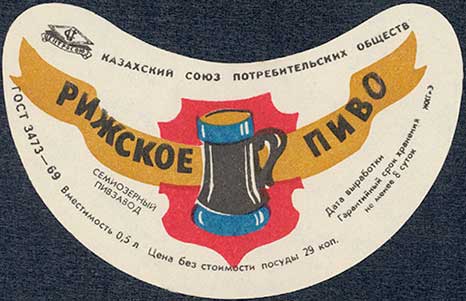 КАЗАХСКИЙ СОЮЗ ПОТРЕБИТЕЛЬСКИХ ОБЩЕСТВ
РИЖСКОЕ ПИВО
ГОСТ 3473—69
СЕМИОЗЕРНЫЙ
ПИВЗАВОД
Вместимость 0,5 л Цена без стоимости посуды 29 коп.
Дата выработки
Гарантийный срок хранения
не менее 8 суток